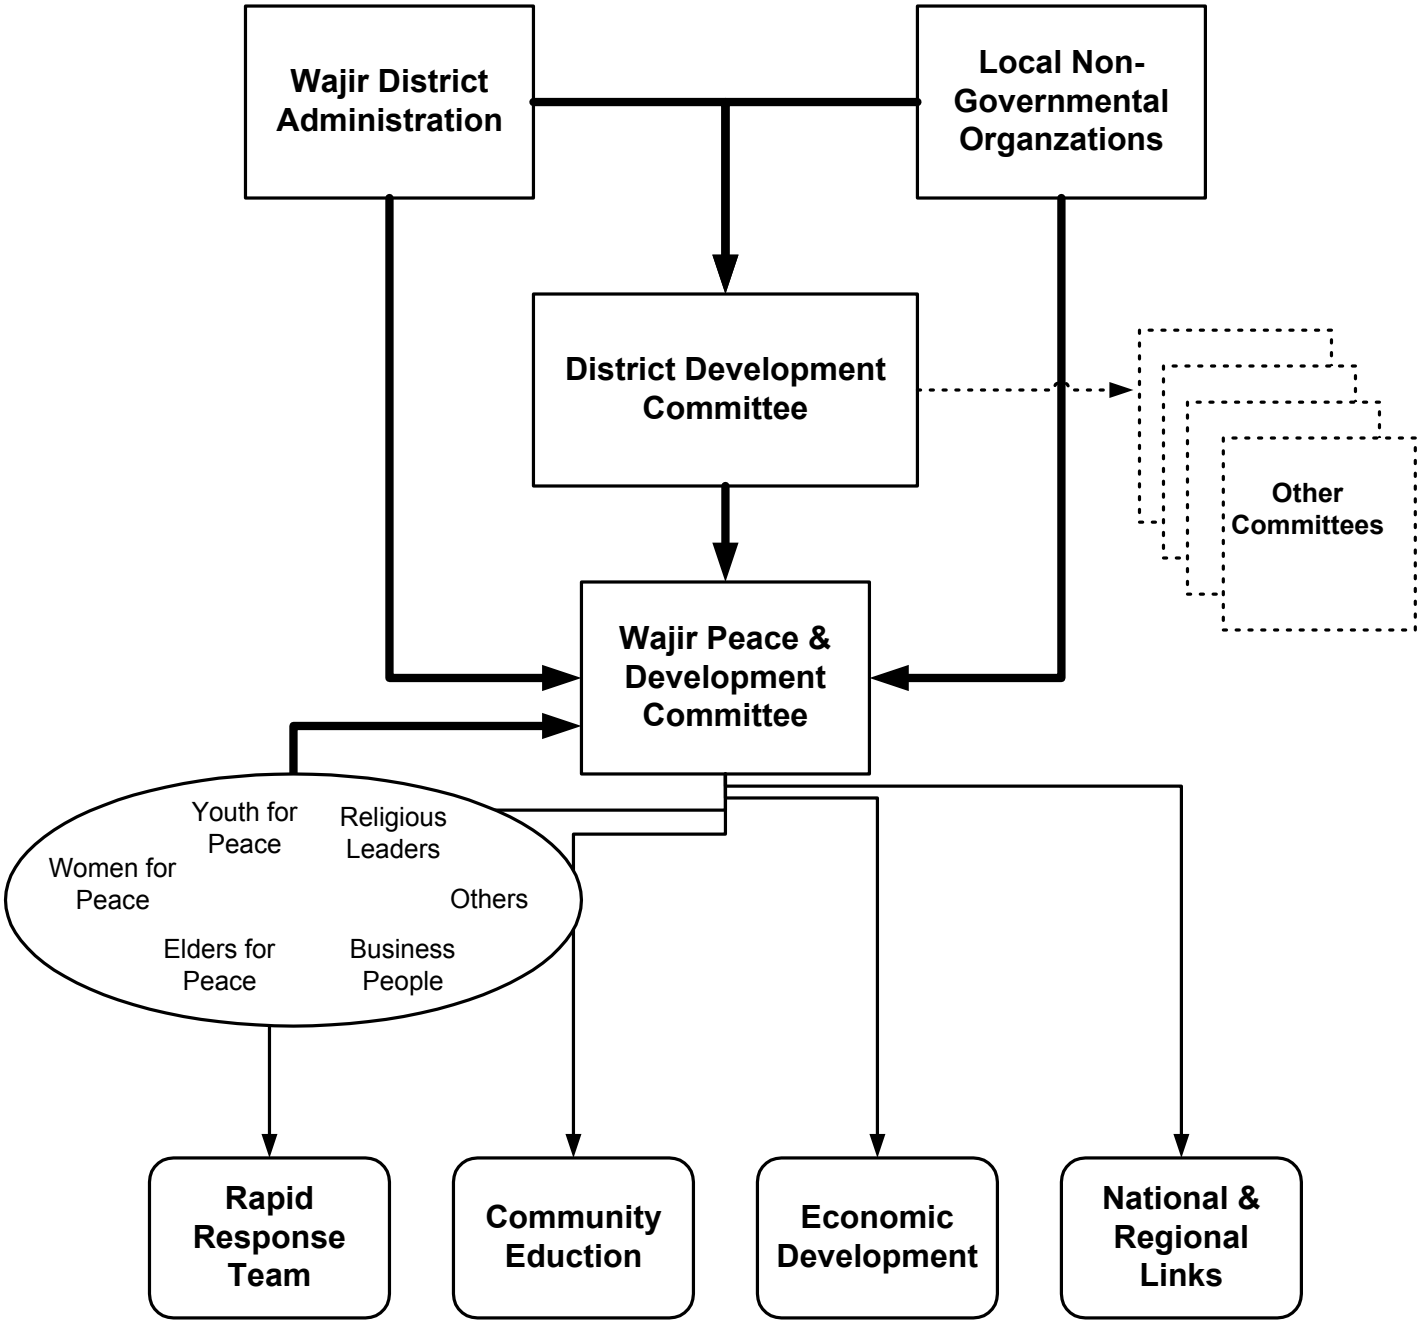 Wajir District
Administration
Local Non-
Governmental
Organzations
District Development
Committee
Other
Committees
Wajir Peace &
Development
Committee
Youth for
Peace
Religious
Leaders
Women for
Peace
Others
Elders for
Peace
Business
People
Rapid
Response
Team
Community
Eduction
Economic
Development
National &
Regional
Links